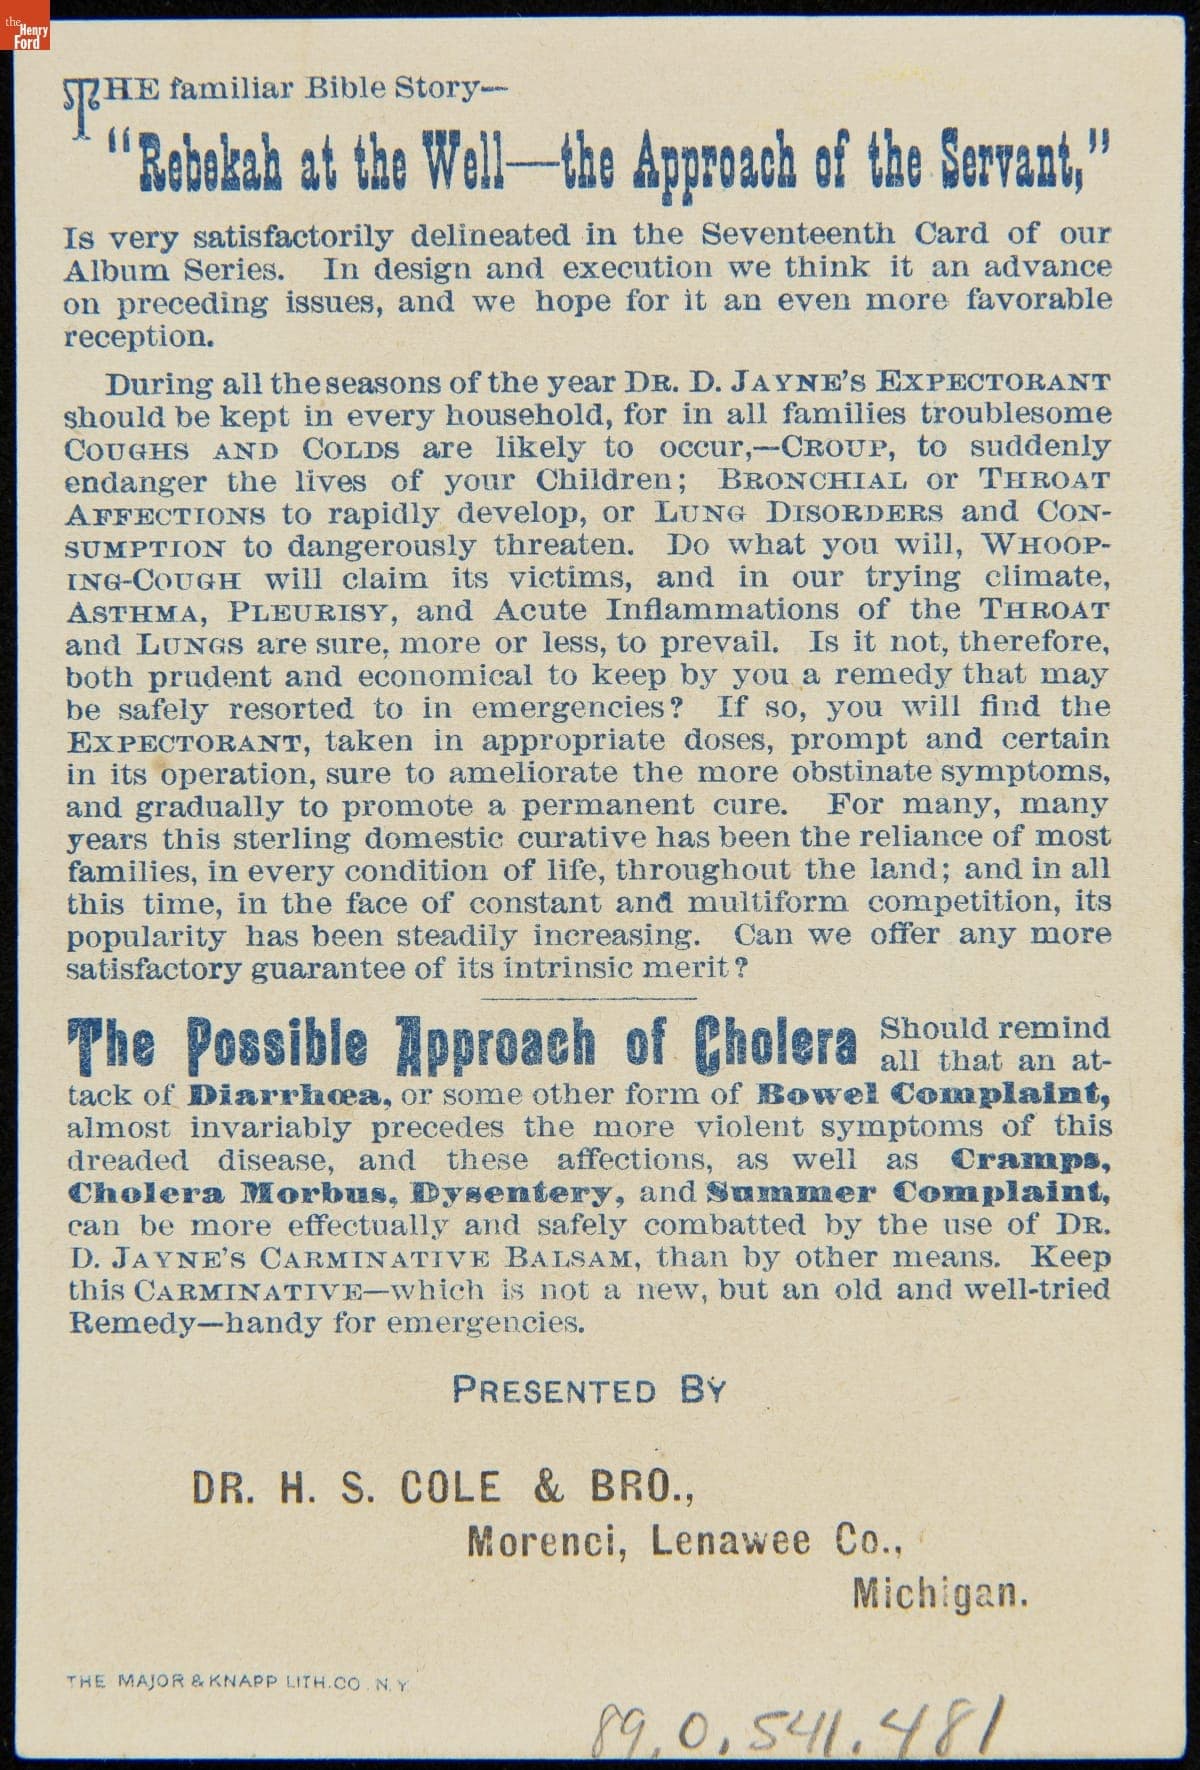 the
Henry
Ford
THE familiar Bible Story—
"Rebekah at the Well—the Approach of the Servant,"
Is very satisfactorily delineated in the Seventeenth Card of our
Album Series. In design and execution we think it an advance
on preceding issues, and we hope for it an even more favorable
reception.
During all the seasons of the year DR. D. JAYNE'S EXPECTORANT
should be kept in every household, for in all families troublesome
COUGHS AND COLDS are likely to occur,—CROUP, to suddenly
endanger the lives of your Children; BRONCHIAL or THROAT
AFFECTIONS to rapidly develop, or LUNG DISORDERS and CON-
SUMPTION to dangerously threaten. Do what you will, WHOOP-
ING-COUGH will claim its victims, and in our trying climate,
ASTHMA, PLEURISY, and Acute Inflammations of the THROAT
and LUNGS are sure, more or less, to prevail. Is it not, therefore,
both prudent and economical to keep by you a remedy that may
be safely resorted to in emergencies? If so, you will find the
EXPECTORANT, taken in appropriate doses, prompt and certain
in its operation, sure to ameliorate the more obstinate symptoms,
and gradually to promote a permanent cure. For many, many
years this sterling domestic curative has been the reliance of most
families, in every condition of life, throughout the land; and in all
this time, in the face of constant and multiform competition, its
popularity has been steadily increasing. Can we offer any more
satisfactory guarantee of its intrinsic merit?
The Possible Approach of Cholera Should remind
all that an at-
tack of Diarrhœa, or some other form of Bowel Complaint,
almost invariably precedes the more violent symptoms of this
dreaded disease, and these affections, as well as Cramps,
Cholera Morbus, Dysentery, and Summer Complaint,
can be more effectually and safely combatted by the use of DR.
D. JAYNE'S CARMINATIVE BALSAM, than by other means. Keep
this CARMINATIVE—which is not a new, but an old and well-tried
Remedy—handy for emergencies.
PRESENTED BY
DR. H. S. COLE & BRO.,
Morenci, Lenawee Co.,
Michigan.
THE MAJOR & KNAPP LITH. CO. N.Y.
89.0.541.481